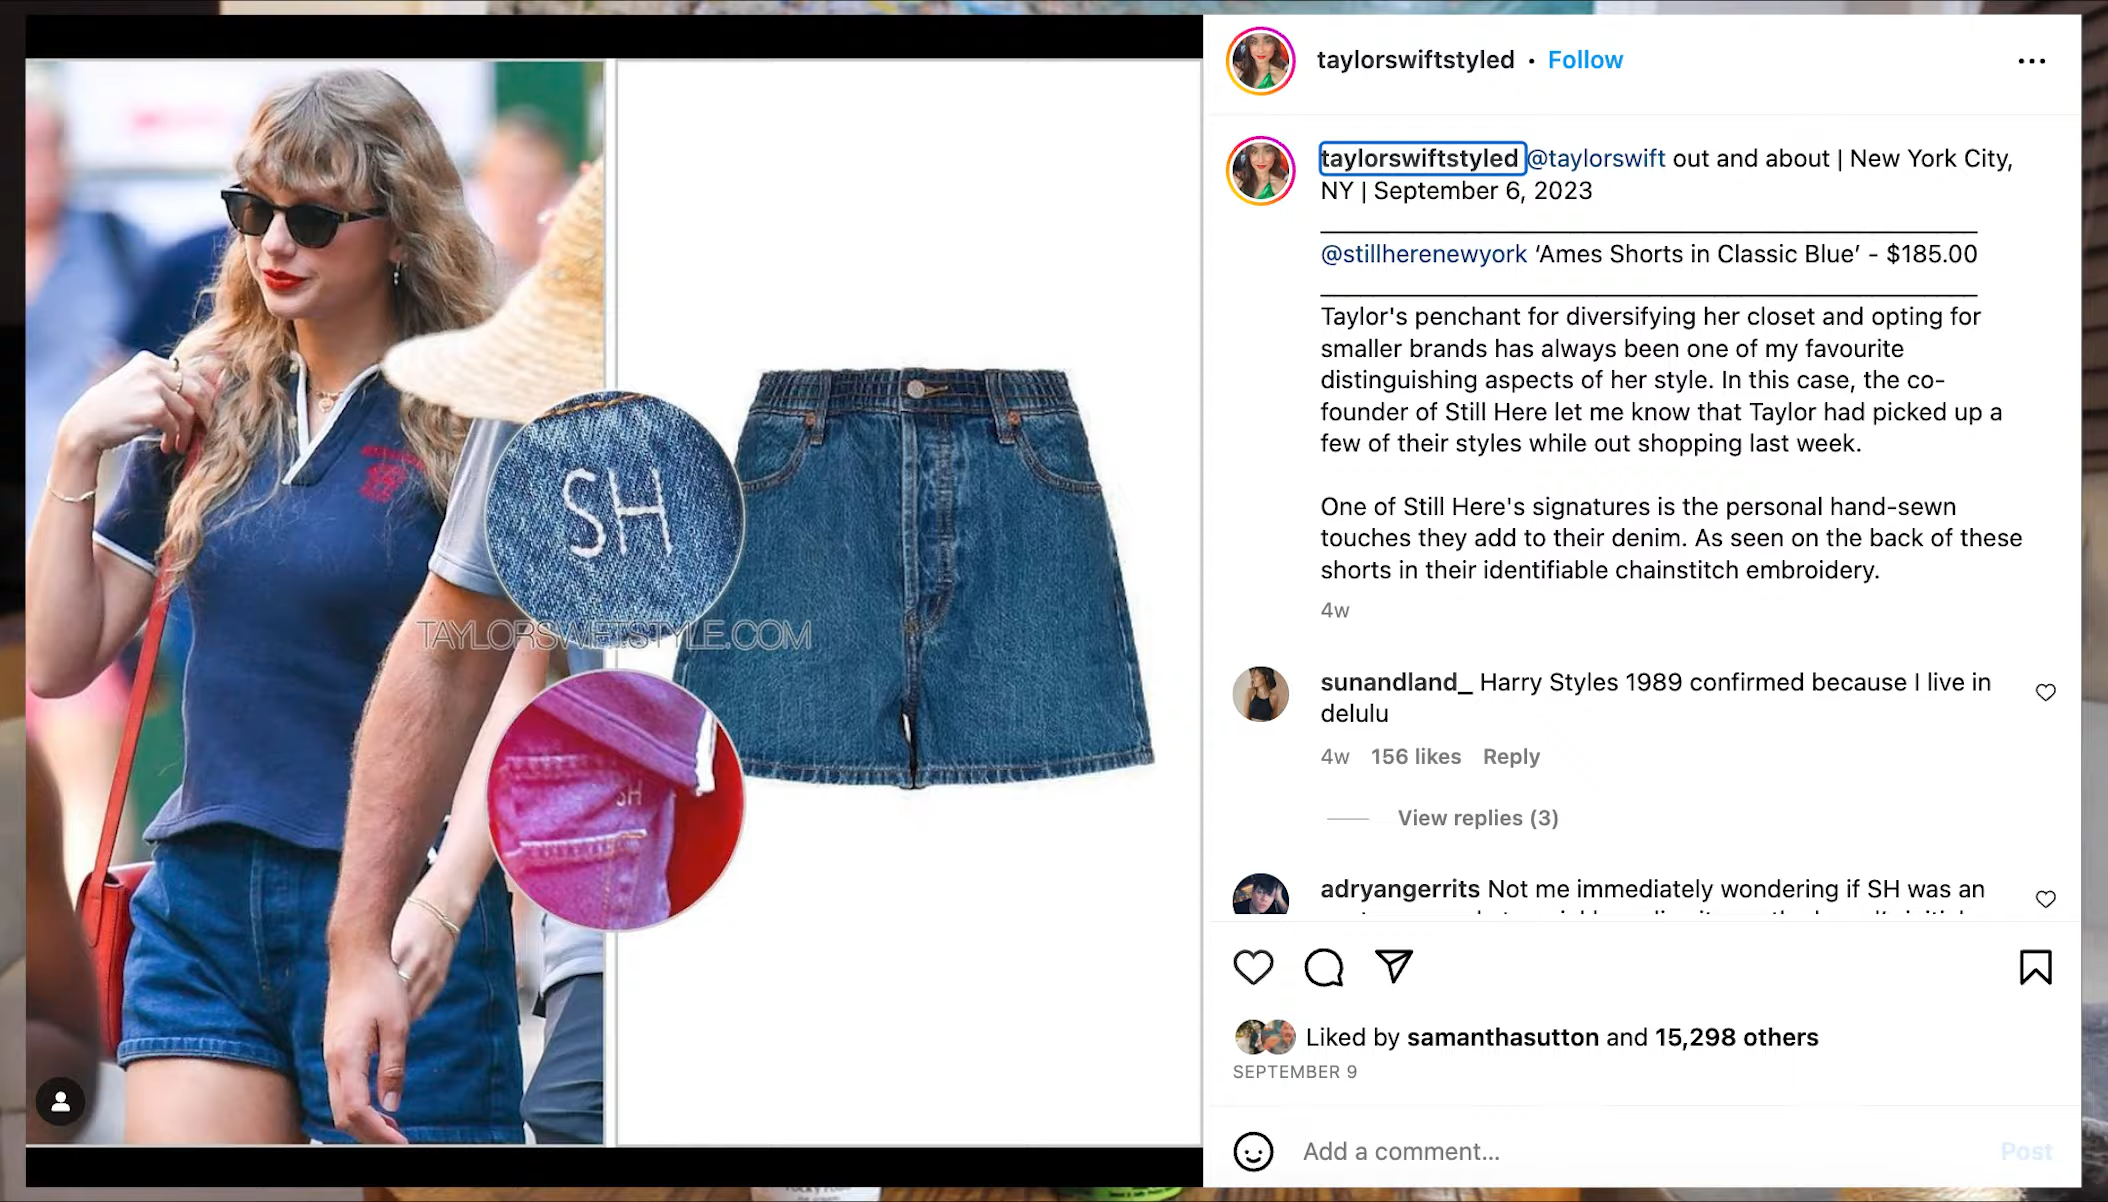 SH
TAYLORSWIFTSTYLE.COM
SH
taylorswiftstyled • Follow
taylorswiftstyled @taylorswift out and about | New York City,
NY | September 6, 2023
@stillherenewyork ‘Ames Shorts in Classic Blue’ - $185.00
Taylor's penchant for diversifying her closet and opting for
smaller brands has always been one of my favourite
distinguishing aspects of her style. In this case, the co-
founder of Still Here let me know that Taylor had picked up a
few of their styles while out shopping last week.
One of Still Here's signatures is the personal hand-sewn
touches they add to their denim. As seen on the back of these
shorts in their identifiable chainstitch embroidery.
4w
sunandland_ Harry Styles 1989 confirmed because I live in
delulu
4w 156 likes Reply
View replies (3)
adryangerrits Not me immediately wondering if SH was an
Liked by samanthasutton and 15,298 others
SEPTEMBER 9
Add a comment...
Post